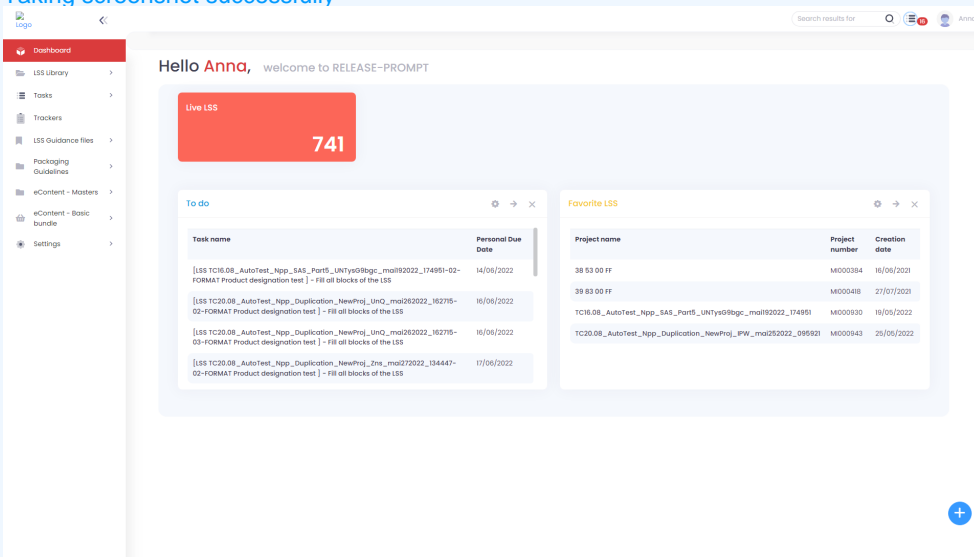 Taking screenshot successfully
Logo
Search results for
16
Anna
Dashboard
LSS Library
Tasks
Trackers
LSS Guidance files
Packaging
Guidelines
eContent - Masters
eContent - Basic
bundle
Settings
Hello Anna, welcome to RELEASE-PROMPT
Live LSS
741
To do
Task name
Personal Due
Date
[LSS TC16.08_AutoTest_Npp_SAS_Part5_UNTysG9bgc_mai192022_174951-02-
FORMAT Product designation test ] - Fill all blocks of the LSS
14/06/2022
[LSS TC20.08_AutoTest_Npp_Duplication_NewProj_UnQ_mai262022_162715-
02-FORMAT Product designation test ] - Fill all blocks of the LSS
16/06/2022
[LSS TC20.08_AutoTest_Npp_Duplication_NewProj_UnQ_mai262022_162715-
03-FORMAT Product designation test ] - Fill all blocks of the LSS
16/06/2022
[LSS TC20.08_AutoTest_Npp_Duplication_NewProj_Zns_mai272022_134447-
02-FORMAT Product designation test ] - Fill all blocks of the LSS
17/06/2022
Favorite LSS
Project name
Project
number
Creation
date
38 53 00 FF MI000384 16/06/2021
39 83 00 FF MI000418 27/07/2021
TC16.08_AutoTest_Npp_SAS_Part5_UNTysG9bgc_mai192022_174951 MI000930 19/05/2022
TC20.08_AutoTest_Npp_Duplication_NewProj_IPW_mai252022_095921 MI000943 25/05/2022